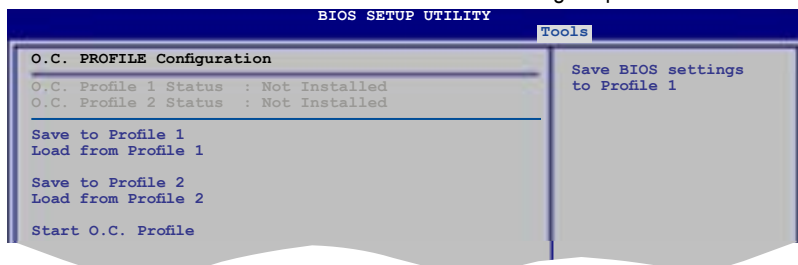 BIOS SETUP UTILITY
Tools
O.C. PROFILE Configuration
O.C. Profile 1 Status : Not Installed
O.C. Profile 2 Status : Not Installed
Save to Profile 1
Load from Profile 1
Save to Profile 2
Load from Profile 2
Start O.C. Profile
Save BIOS settings
to Profile 1